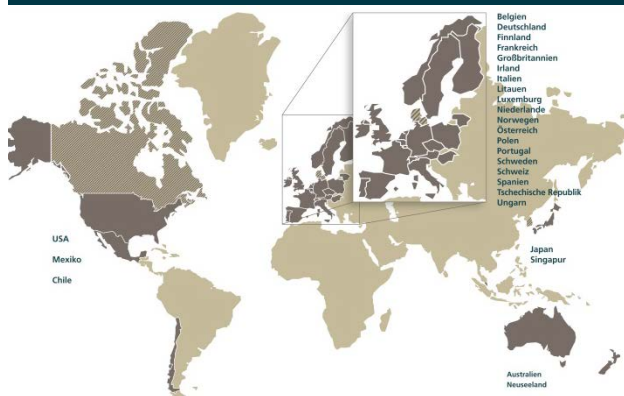 Belgien
Deutschland
Finnland
Frankreich
Großbritannien
Irland
Italien
Litauen
Luxemburg
Niederlande
Norwegen
Österreich
Polen
Portugal
Schweden
Schweiz
Spanien
Tschechische Republik
Ungarn
USA
Mexiko
Chile
Japan
Singapur
Australien
Neuseeland